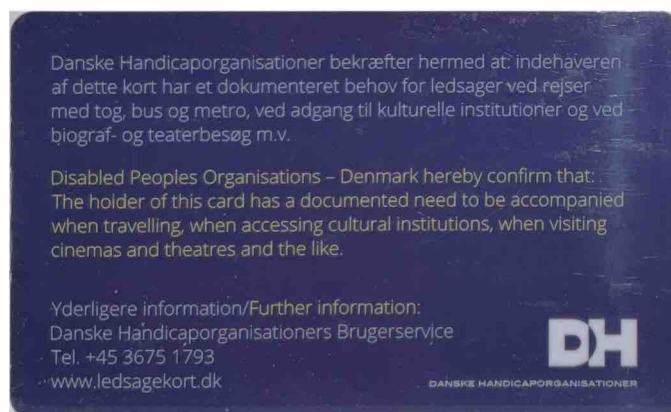 Danske Handicaporganisationer bekræfter hermed at: indehaveren
af dette kort har et dokumenteret behov for ledsager ved rejser
med tog, bus og metro, ved adgang til kulturelle institutioner og ved
biograf- og teaterbesøg m.v.
Disabled Peoples Organisations – Denmark hereby confirm that:
The holder of this card has a documented need to be accompanied
when travelling, when accessing cultural institutions, when visiting
cinemas and theatres and the like.
Yderligere information/Further information:
Danske Handicaporganisationers Brugerservice
Tel. +45 3675 1793
www.ledsagekort.dk
DH
DANSKE HANDICAPORGANISATIONER